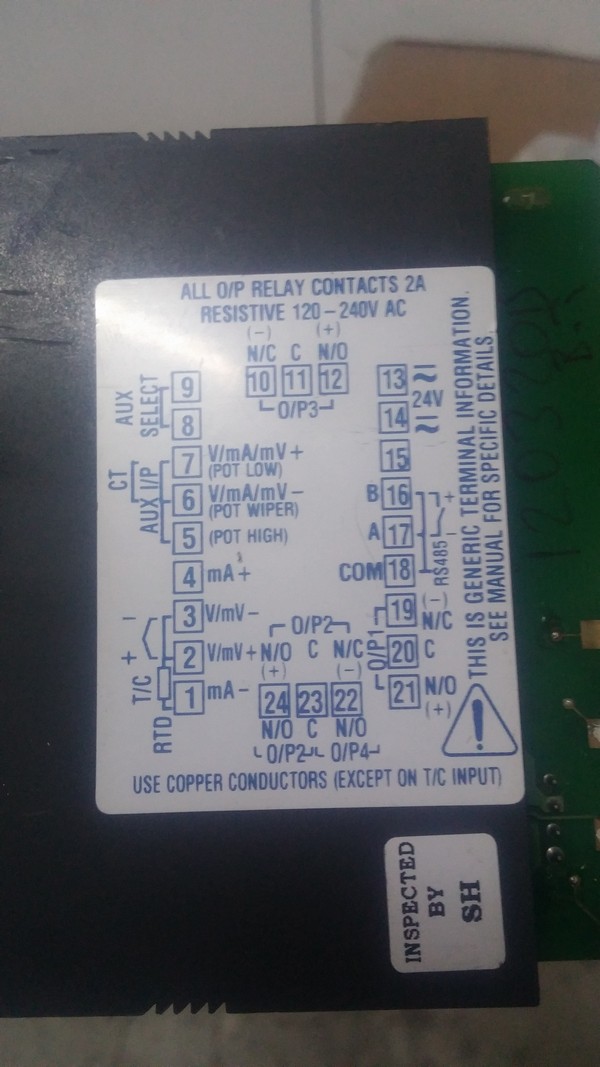 ALL O/P RELAY CONTACTS 2A
RESISTIVE 120-240V AC
(-) (+)
N/C C N/O
10 11 12
O/P3
AUX
SELECT
9
8
CT
AUX I/P
7 V/mA/mV+
(POT LOW)
6 V/mA/mV-
(POT WIPER)
5 (POT HIGH)
4 mA+
3 V/mV-
2 V/mV+
1 mA-
- +
T/C
RTD
13
24V
14
15
B 16 +
A 17 -
COM 18
RS485
O/P1
19 (-)
N/C
20 C
21 N/O
(+)
O/P2
N/O C N/C
(+) (-)
24 23 22
N/O C N/O
O/P2 O/P4
THIS IS GENERIC TERMINAL INFORMATION.
SEE MANUAL FOR SPECIFIC DETAILS
!
USE COPPER CONDUCTORS (EXCEPT ON T/C INPUT)
INSPECTED
BY
SH